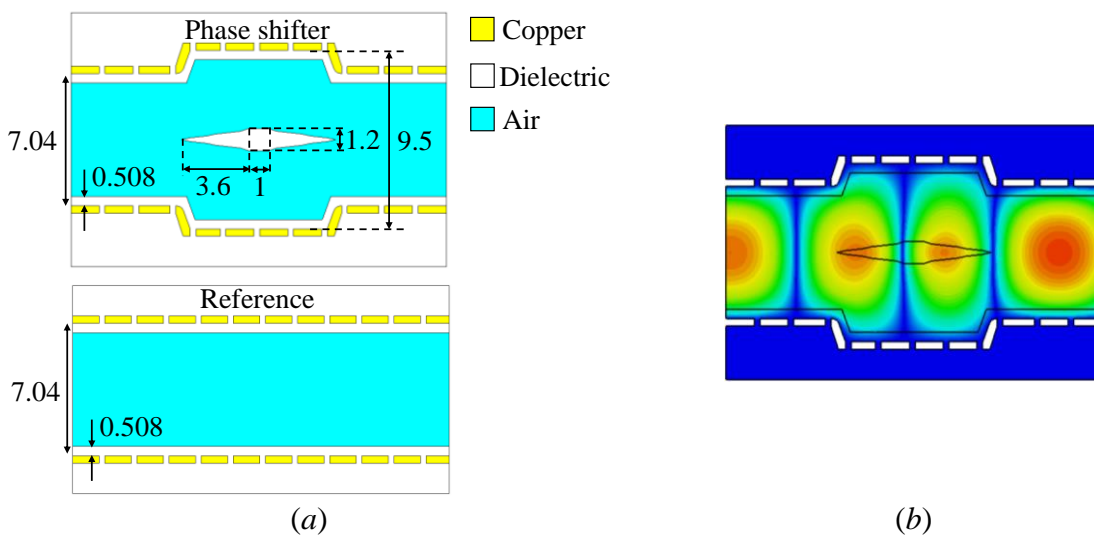 Phase shifter
Copper
Dielectric
Air
7.04
1.2
9.5
0.508
3.6
1
Reference
7.04
0.508
(a)
(b)